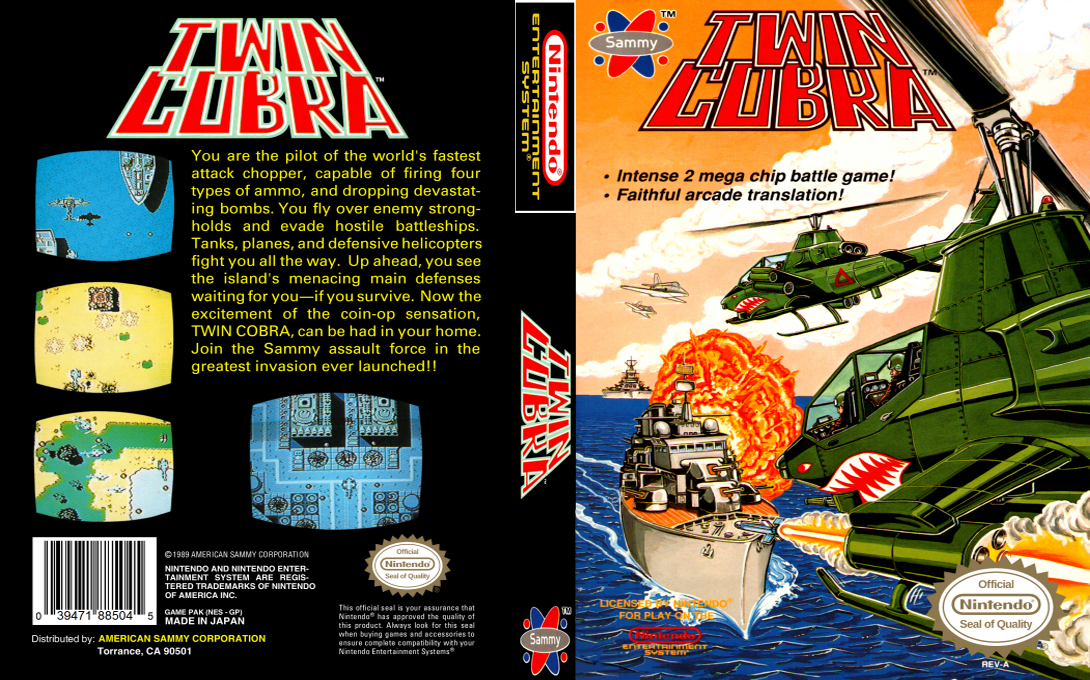 TWIN
COBRA™
You are the pilot of the world's fastest
attack chopper, capable of firing four
types of ammo, and dropping devastat-
ing bombs. You fly over enemy strong-
holds and evade hostile battleships.
Tanks, planes, and defensive helicopters
fight you all the way. Up ahead, you see
the island's menacing main defenses
waiting for you—if you survive. Now the
excitement of the coin-op sensation,
TWIN COBRA, can be had in your home.
Join the Sammy assault force in the
greatest invasion ever launched!!
0 39471 88504 5
©1989 AMERICAN SAMMY CORPORATION
NINTENDO AND NINTENDO ENTER-
TAINMENT SYSTEM ARE REGIS-
TERED TRADEMARKS OF NINTENDO
OF AMERICA INC.
GAME PAK (NES - GP)
MADE IN JAPAN
Distributed by: AMERICAN SAMMY CORPORATION
Torrance, CA 90501
Official
Nintendo®
Seal of Quality
This official seal is your assurance that
Nintendo® has approved the quality of
this product. Always look for this seal
when buying games and accessories to
ensure complete compatibility with your
Nintendo Entertainment Systems®
Nintendo®
ENTERTAINMENT
SYSTEM®
TWIN
COBRA
Sammy™
Sammy™
TWIN
COBRA™
• Intense 2 mega chip battle game!
• Faithful arcade translation!
LICENSED BY NINTENDO®
FOR PLAY ON THE
Nintendo
ENTERTAINMENT
SYSTEM®
Official
Nintendo®
Seal of Quality
REV-A